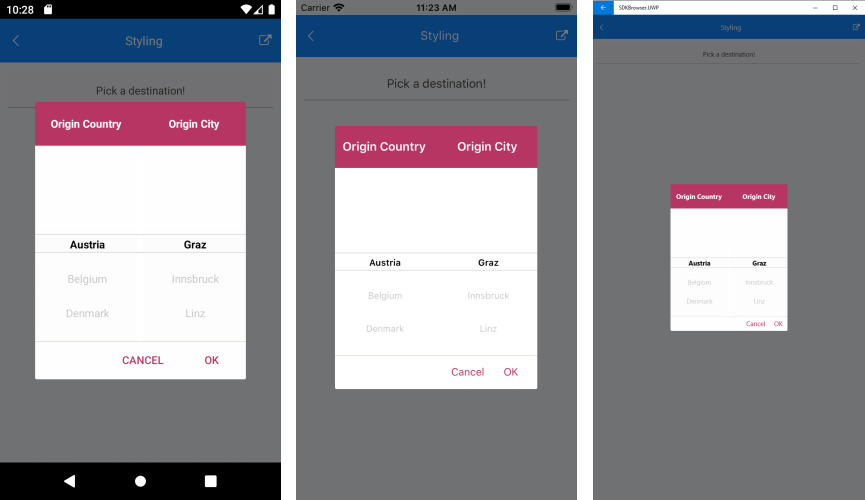 10:28
Styling
Pick a destination!
Origin Country Origin City
Austria Graz
Belgium Innsbruck
Denmark Linz
CANCEL OK
Carrier 11:23 AM
Styling
Pick a destination!
Origin Country Origin City
Austria Graz
Belgium Innsbruck
Denmark Linz
Cancel OK
SDKBrowser.UWP
Styling
Pick a destination!
Origin Country Origin City
Austria Graz
Belgium Innsbruck
Denmark Linz
Cancel OK